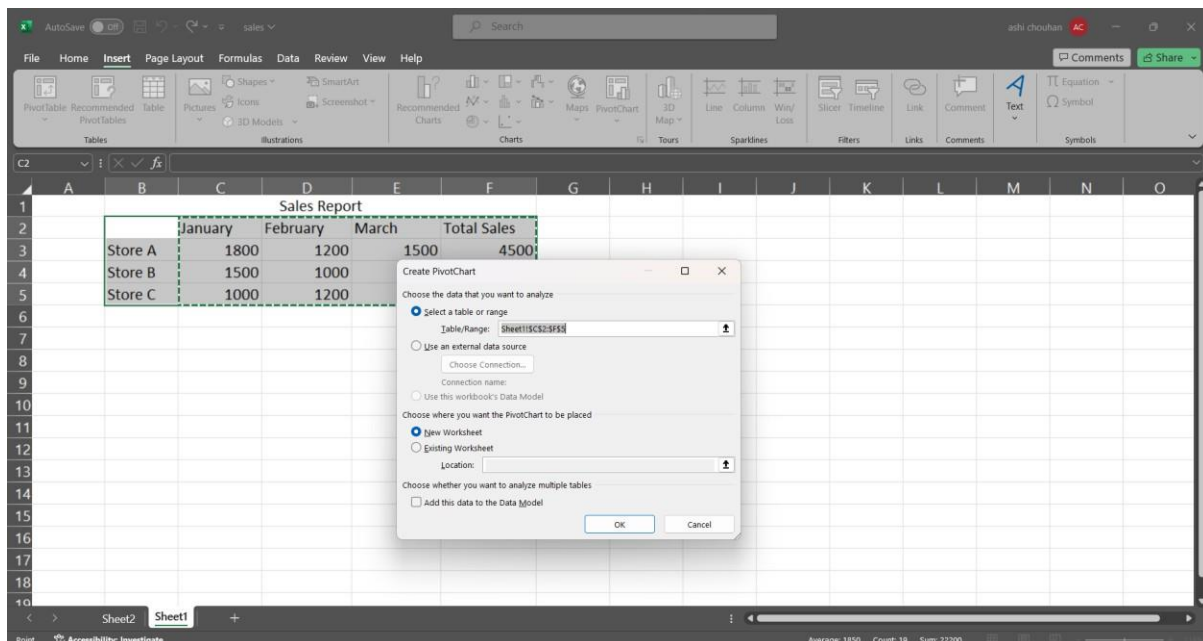 AutoSave Off sales Search ashi chouhan AC
File Home Insert Page Layout Formulas Data Review View Help Comments Share
PivotTable Recommended PivotTables Table Pictures Shapes Icons 3D Models SmartArt Screenshot Recommended Charts Maps PivotChart 3D Map Line Column Win/Loss Slicer Timeline Link Comment Text Equation Symbol
Tables Illustrations Charts Tours Sparklines Filters Links Comments Symbols
C2 fx
A B C D E F G H I J K L M N O
1 Sales Report
2 January February March Total Sales
3 Store A 1800 1200 1500 4500
4 Store B 1500 1000
5 Store C 1000 1200
6
7
8
9
10
11
12
13
14
15
16
17
18
19
Create PivotChart
Choose the data that you want to analyze
Select a table or range
Table/Range: Sheet1!$C$2:$F$5
Use an external data source
Choose Connection...
Connection name:
Use this workbook's Data Model
Choose where you want the PivotChart to be placed
New Worksheet
Existing Worksheet
Location:
Choose whether you want to analyze multiple tables
Add this data to the Data Model
OK Cancel
Sheet2 Sheet1 +
Point Accessibility: Investigate Average: 1850 Count: 19 Sum: 22200